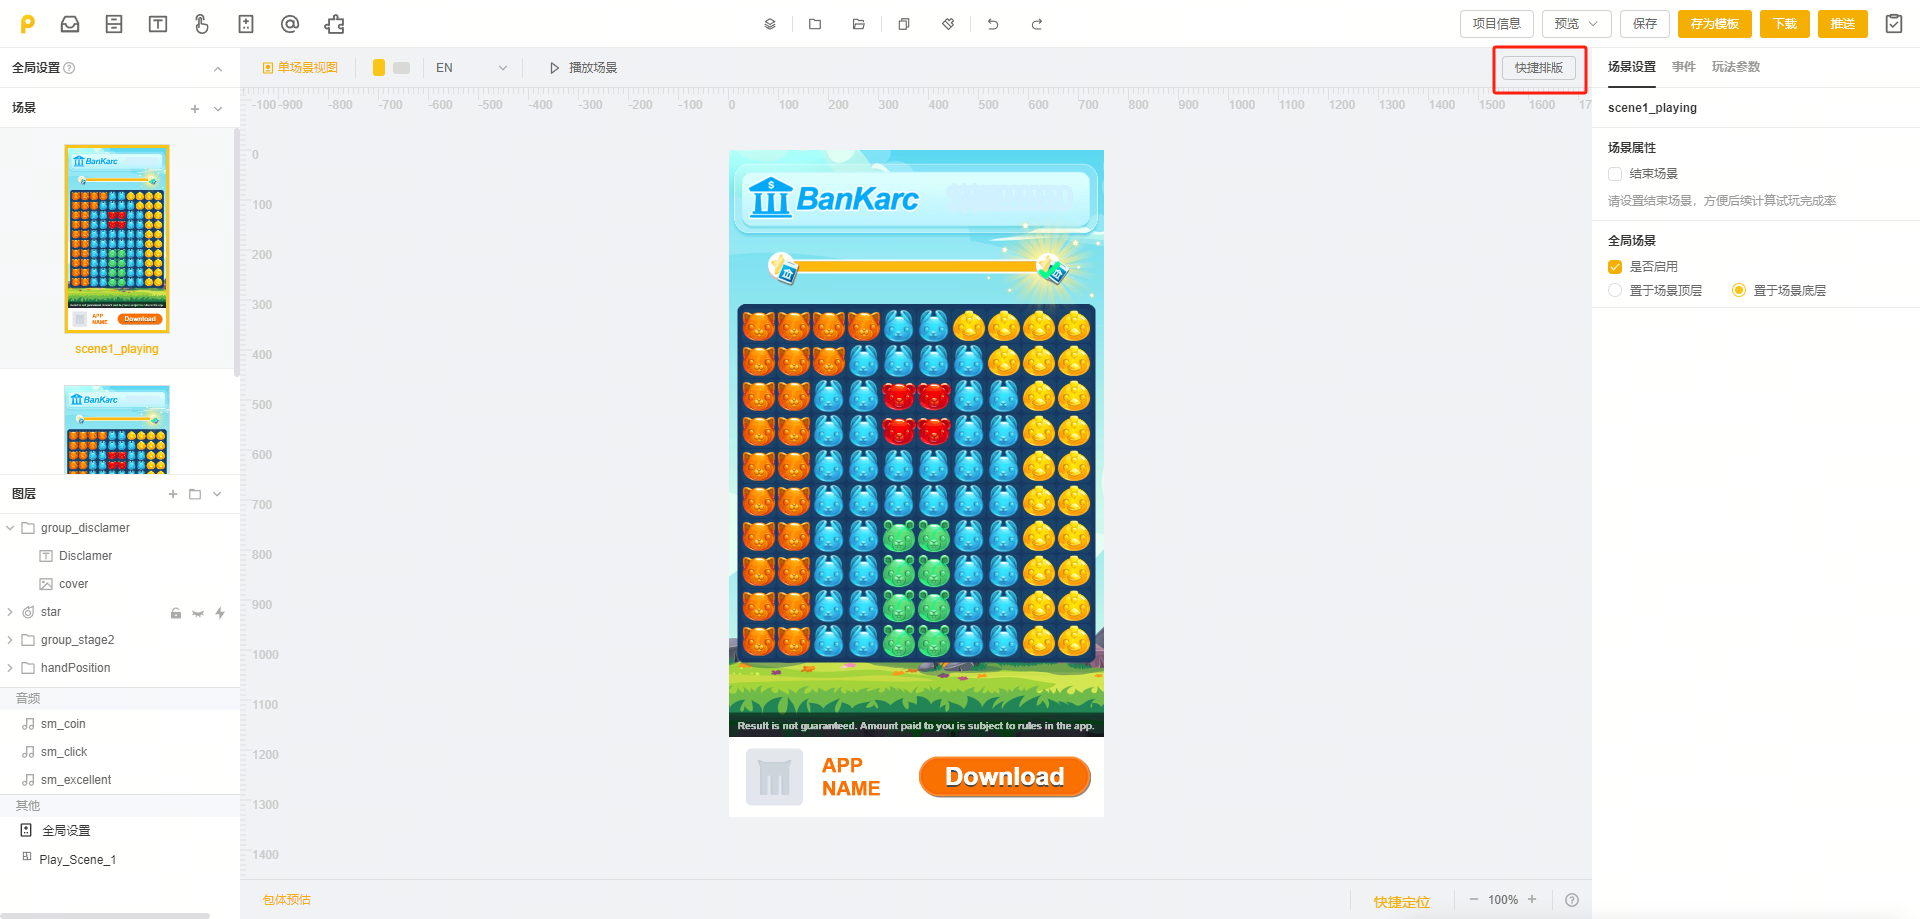 项目信息
预览
保存
存为模板
下载
推送
全局设置
单场景视图
EN
播放场景
快捷排版
场景设置
事件
玩法参数
-100 -900 -800 -700 -600 -500 -400 -300 -200 -100 0 100 200 300 400 500 600 700 800 900 1000 1100 1200 1300 1400 1500 1600 17
场景
scene1_playing
0
100
200
300
400
500
600
700
800
900
1000
1100
1200
1300
1400
BanKarc
APP
NAME
Download
scene1_playing
BanKarc
图层
group_disclamer
Disclamer
cover
star
group_stage2
handPosition
音频
sm_coin
sm_click
sm_excellent
其他
全局设置
Play_Scene_1
BanKarc
Result is not guaranteed. Amount paid to you is subject to rules in the app.
APP
NAME
Download
场景属性
结束场景
请设置结束场景，方便后续计算试玩完成率
全局场景
是否启用
置于场景顶层
置于场景底层
包体预估
快捷定位
100%